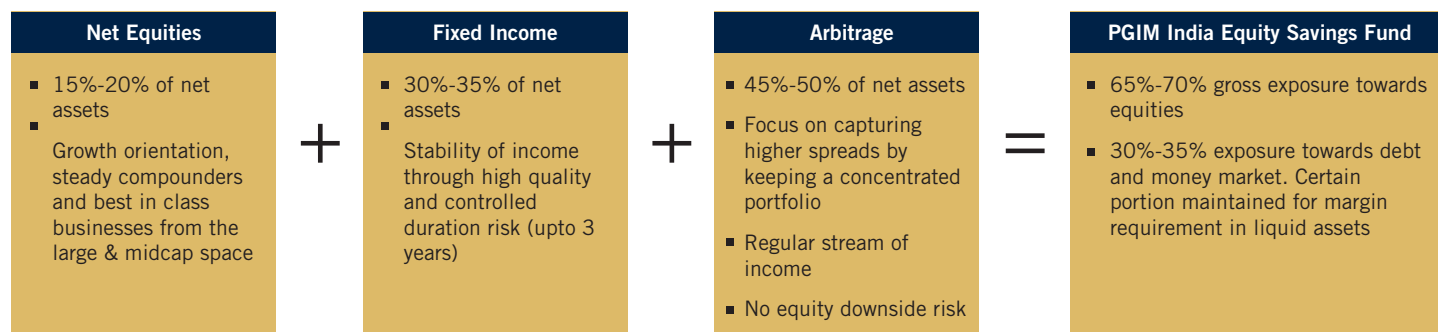 Net Equities
■ 15%-20% of net
assets
■
Growth orientation,
steady compounders
and best in class
businesses from the
large & midcap space
+
Fixed Income
■ 30%-35% of net
assets
■
Stability of income
through high quality
and controlled
duration risk (upto 3
years)
+
Arbitrage
■ 45%-50% of net assets
■ Focus on capturing
higher spreads by
keeping a concentrated
portfolio
■ Regular stream of
income
■ No equity downside risk
=
PGIM India Equity Savings Fund
■ 65%-70% gross exposure towards
equities
■ 30%-35% exposure towards debt
and money market. Certain
portion maintained for margin
requirement in liquid assets